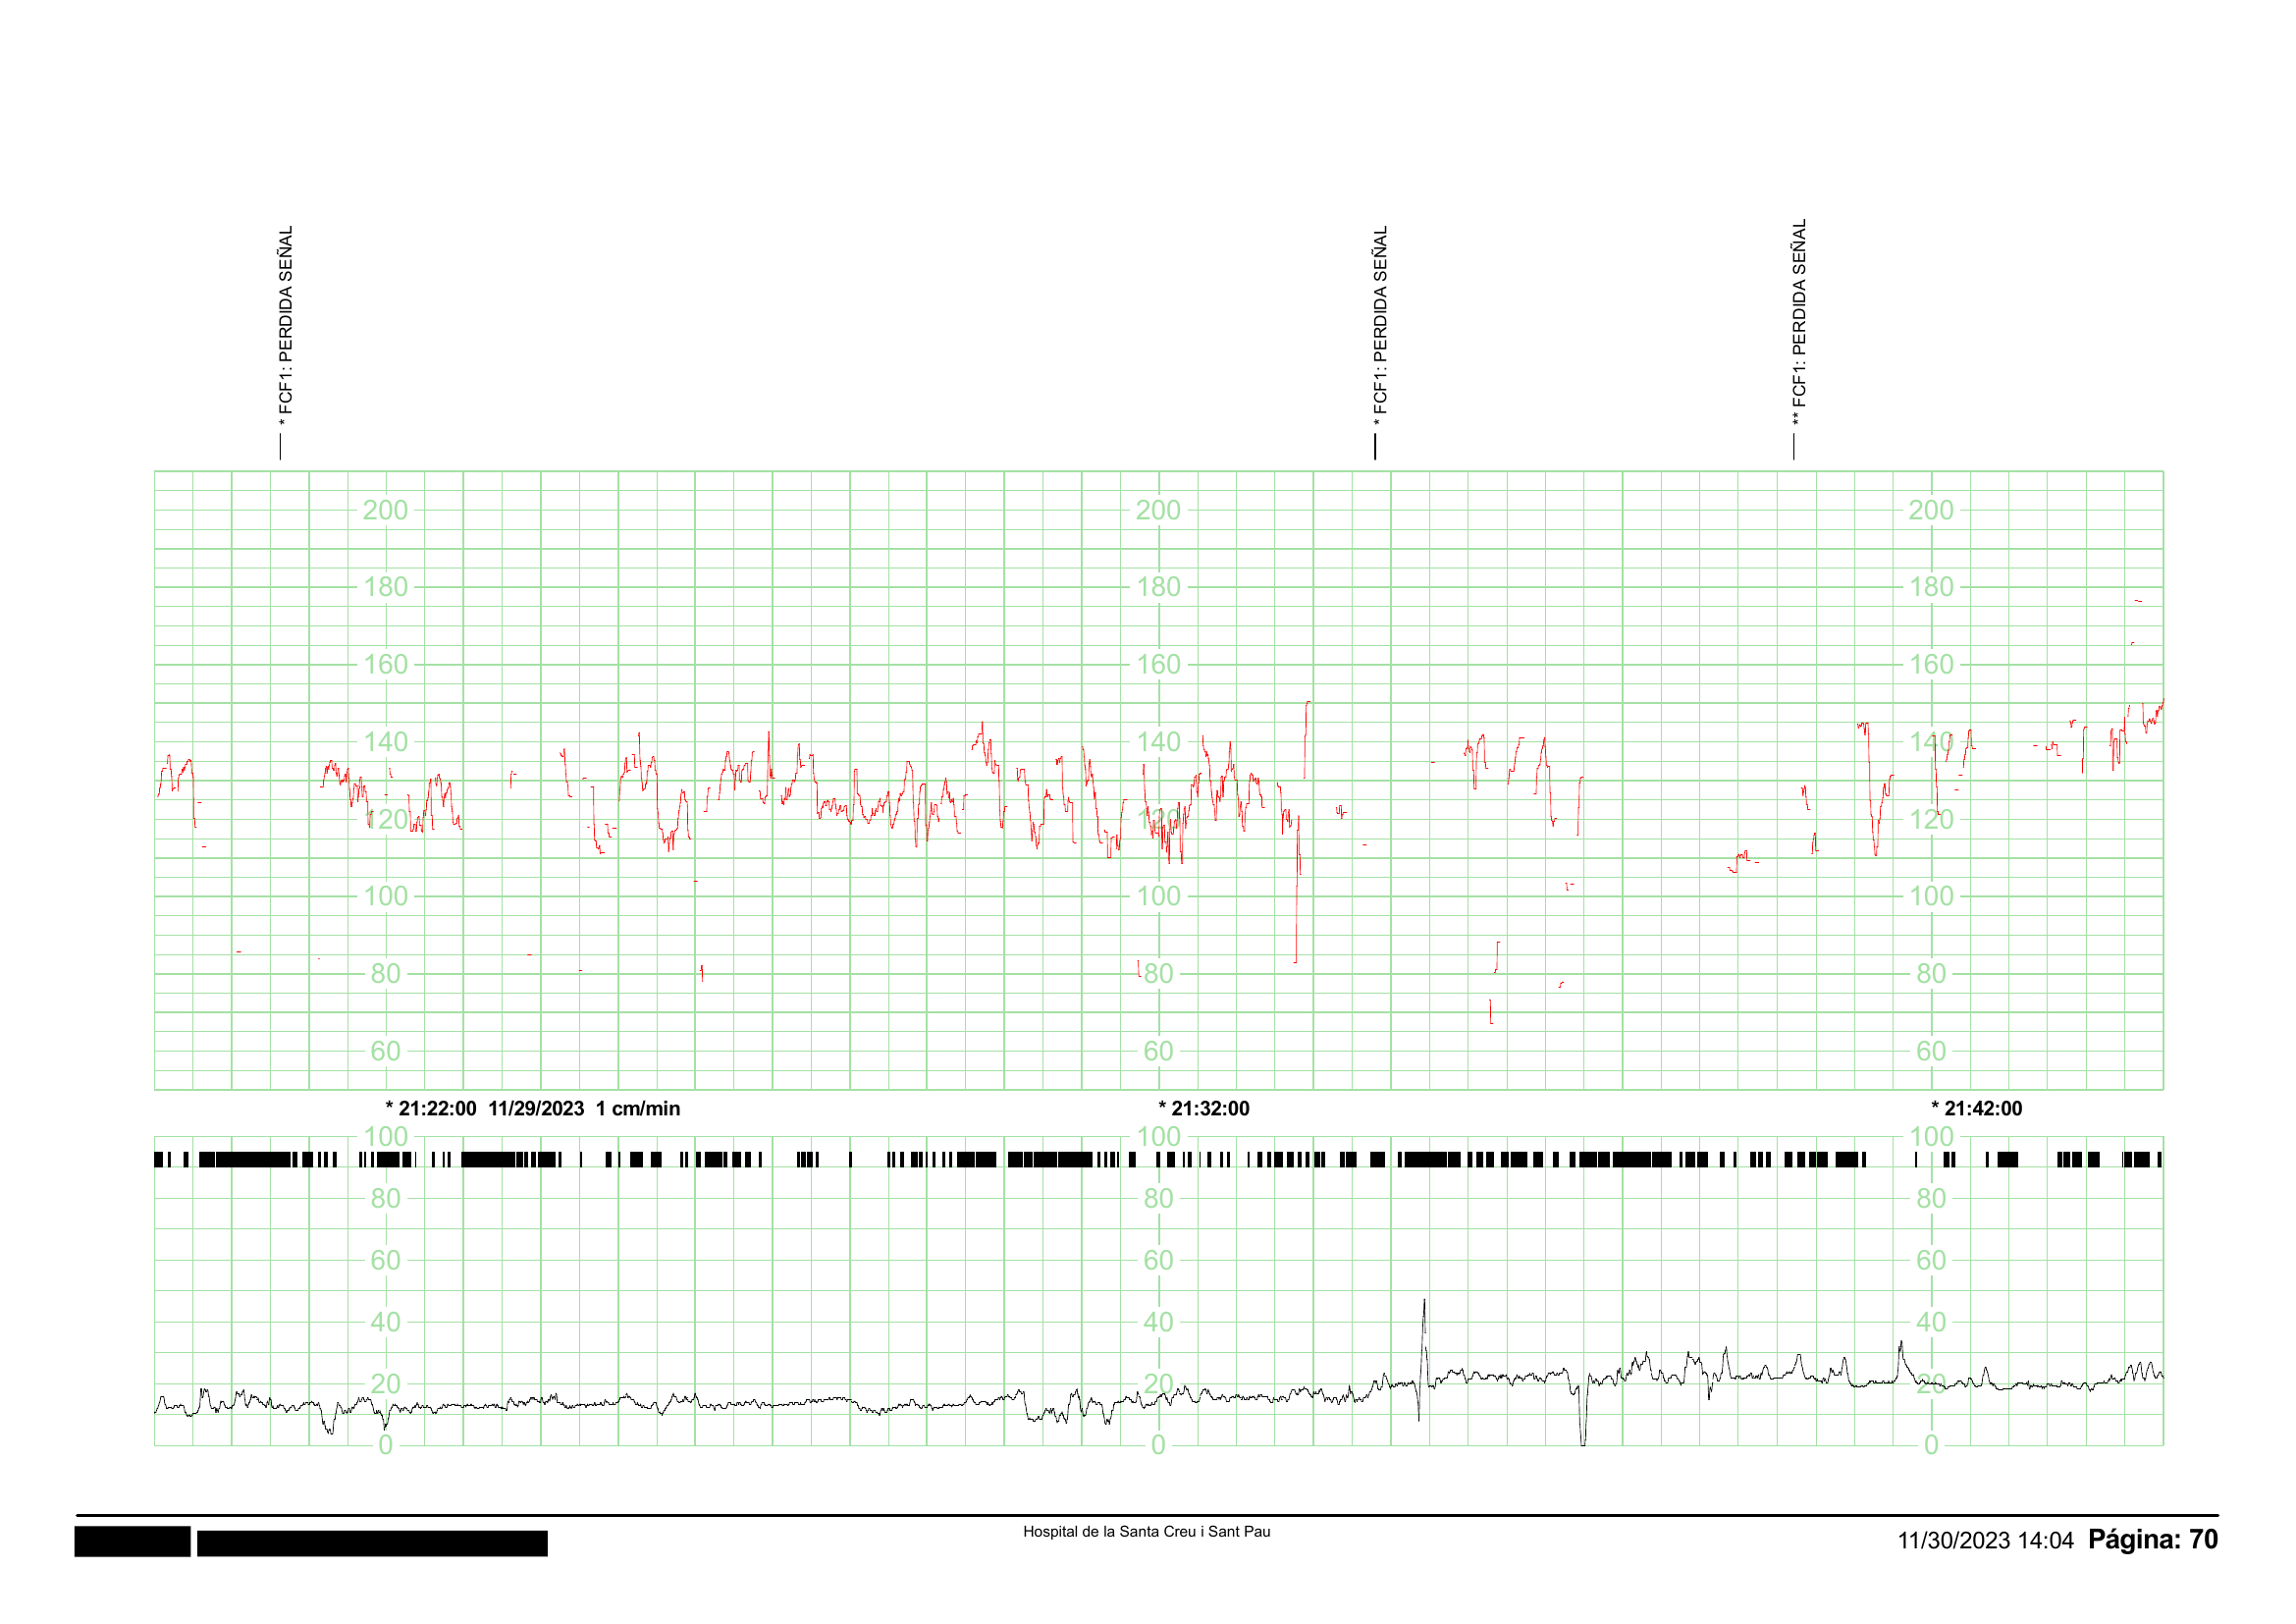 * FCF1: PERDIDA SEÑAL
* FCF1: PERDIDA SEÑAL
** FCF1: PERDIDA SEÑAL
200 200 200
180 180 180
160 160 160
140 140 140
120 120 120
100 100 100
80 80 80
60 60 60
* 21:22:00 11/29/2023 1 cm/min * 21:32:00 * 21:42:00
100 100 100
80 80 80
60 60 60
40 40 40
20 20 20
0 0 0
Hospital de la Santa Creu i Sant Pau
11/30/2023 14:04 Página: 70